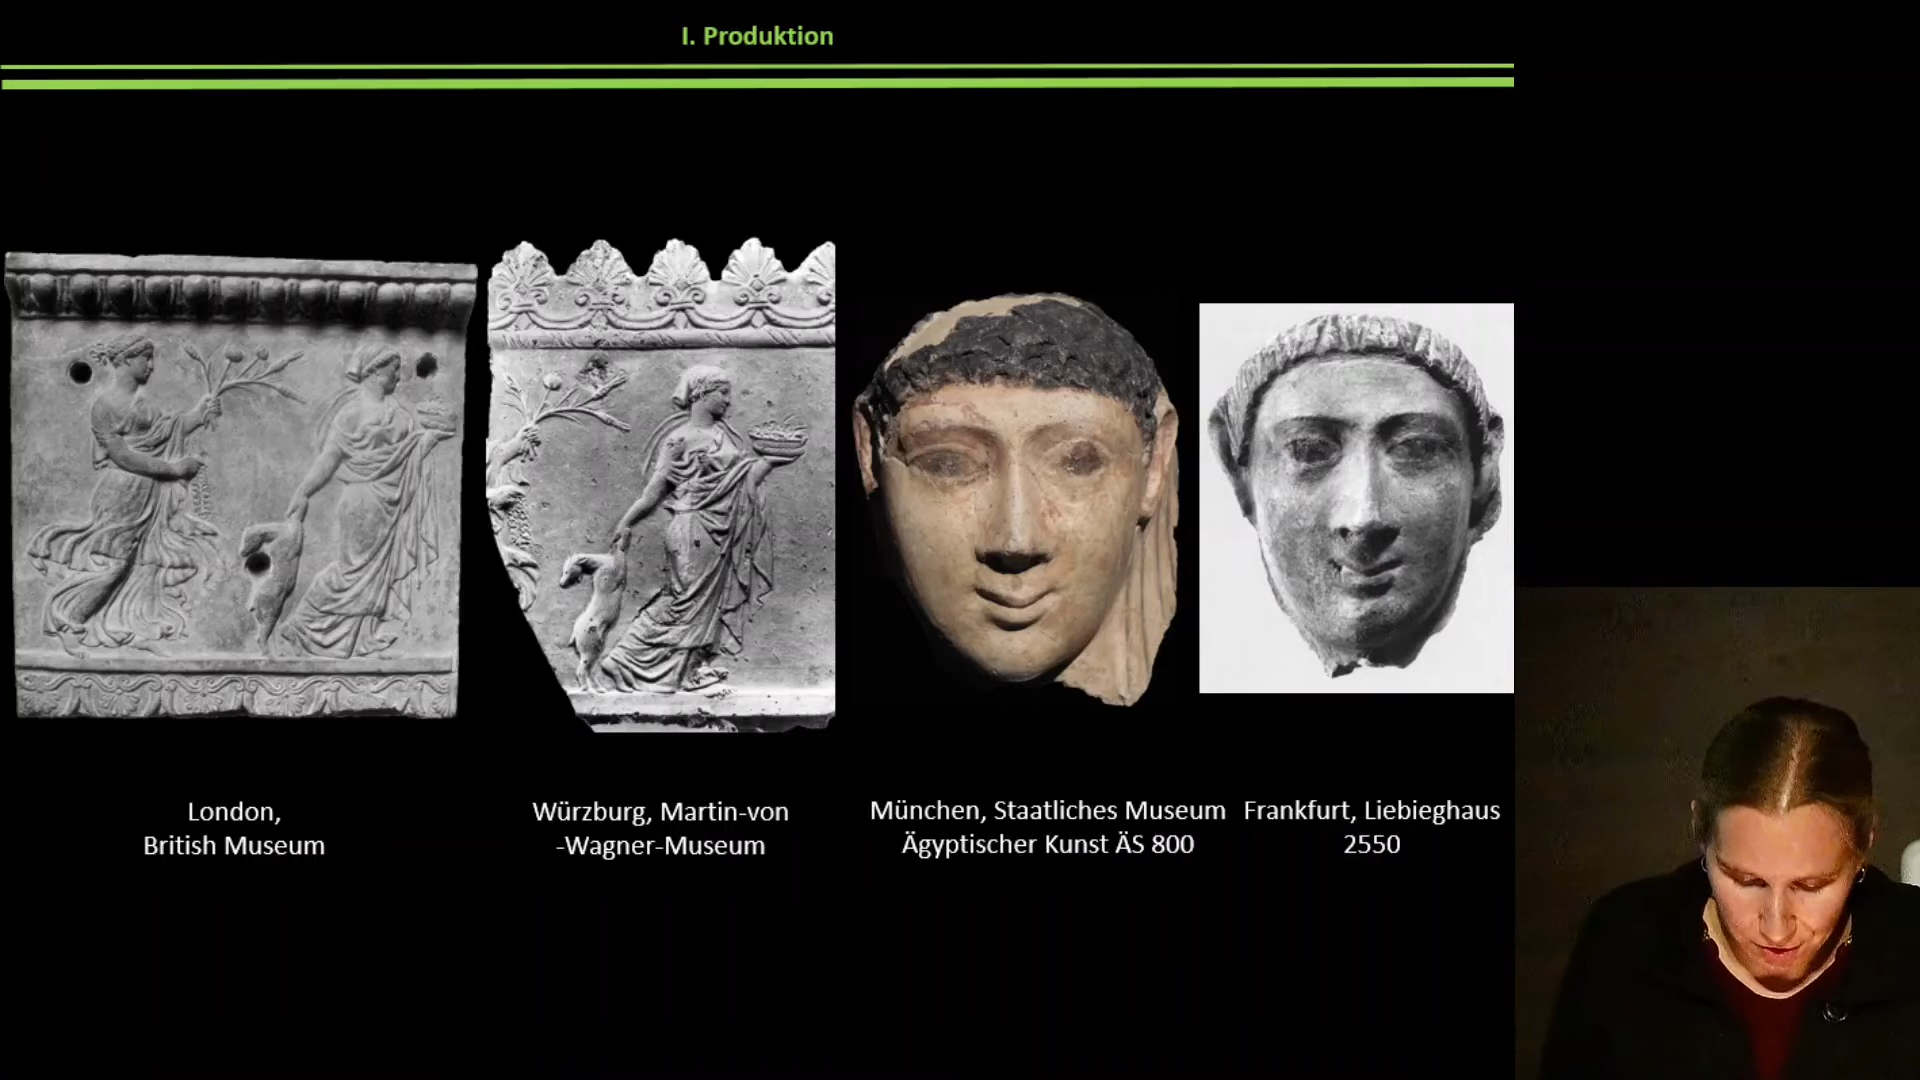 I. Produktion
London,
British Museum
Würzburg, Martin-von
-Wagner-Museum
München, Staatliches Museum
Ägyptischer Kunst ÄS 800
Frankfurt, Liebieghaus
2550